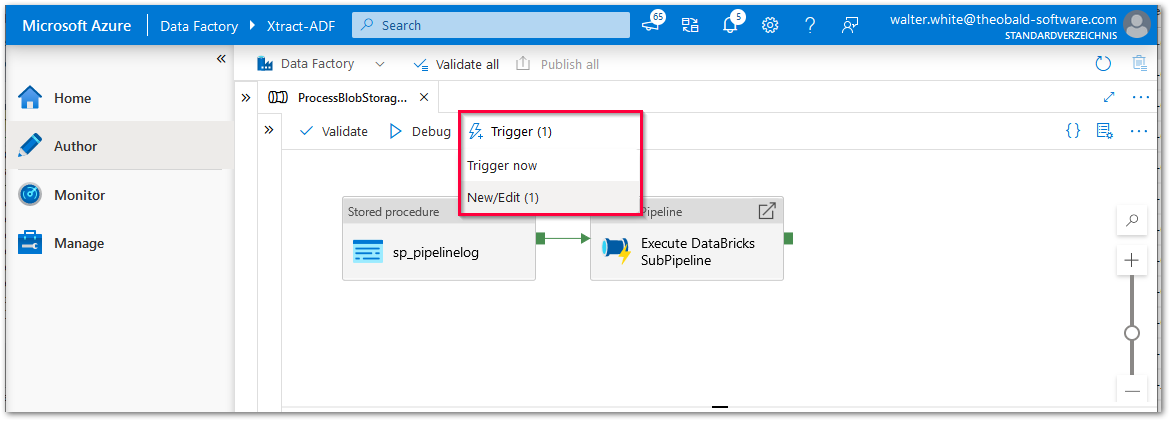 Microsoft Azure
Data Factory
Xtract-ADF
Search
65
5
walter.white@theobald-software.com
STANDARDVERZEICHNIS
Home
Author
Monitor
Manage
Data Factory
Validate all
Publish all
ProcessBlobStorag...
Validate
Debug
Trigger (1)
Trigger now
New/Edit (1)
Stored procedure
sp_pipelinelog
Pipeline
Execute DataBricks
SubPipeline